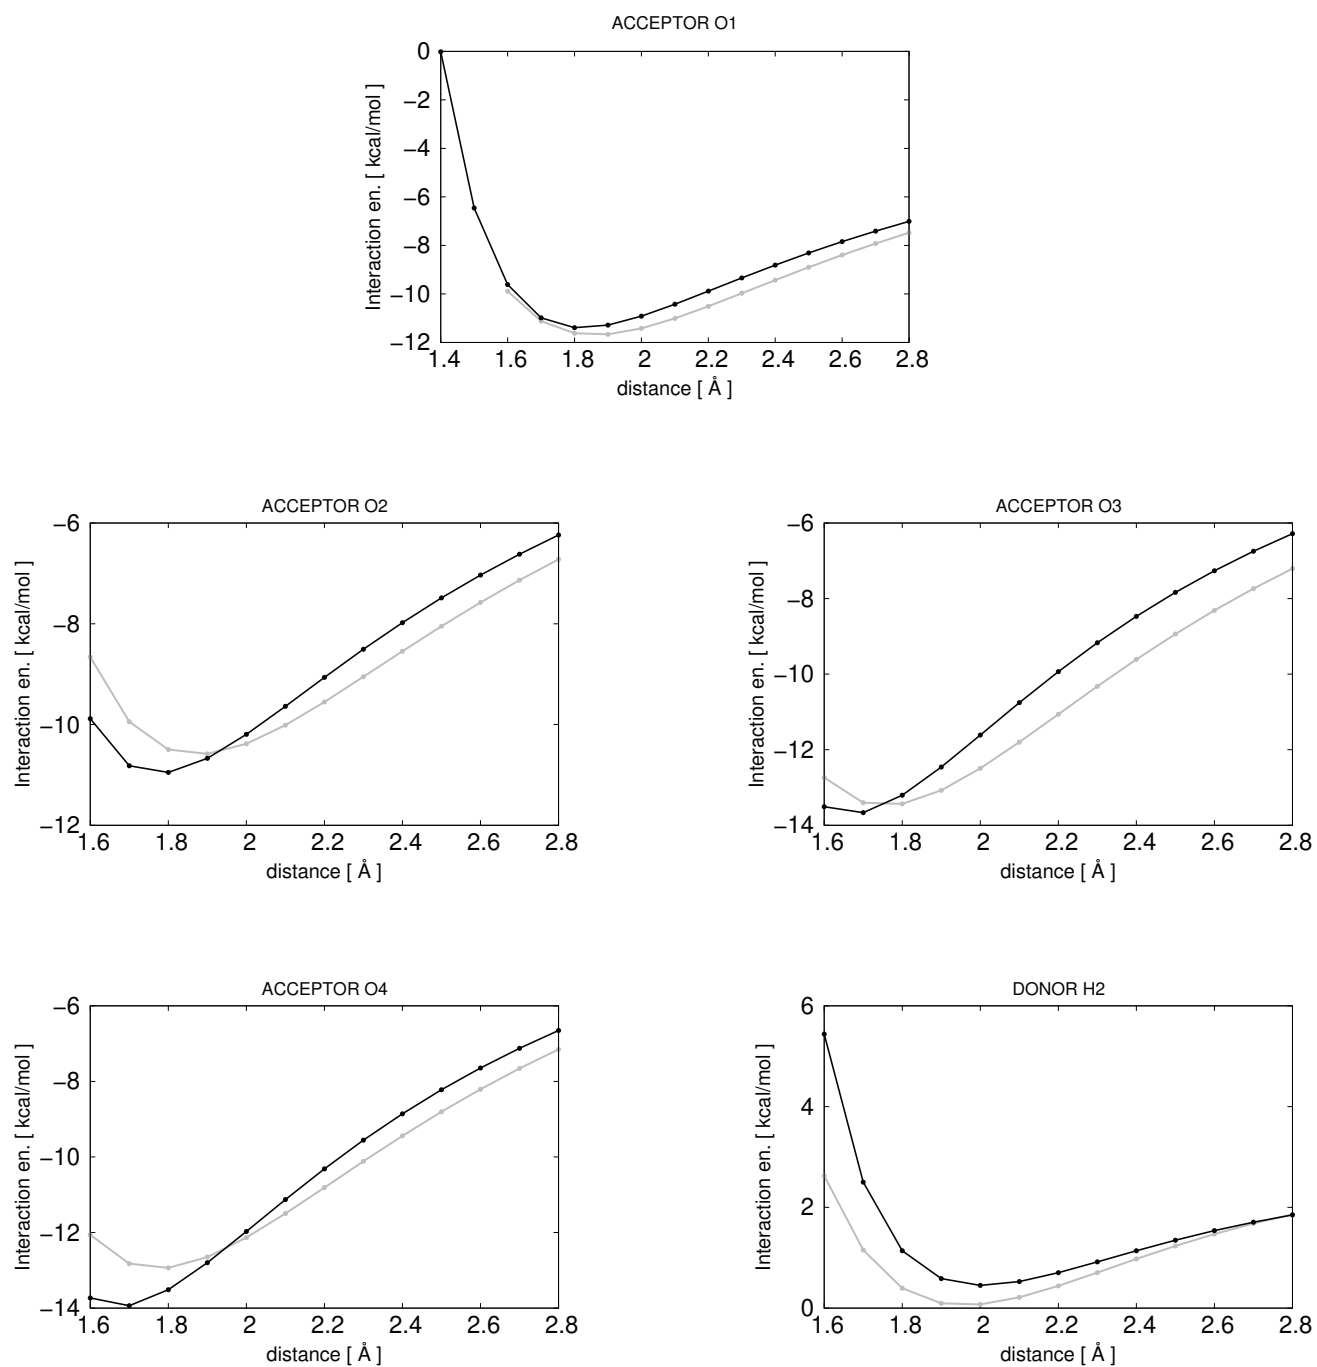 ACCEPTOR O1
Interaction en. [ kcal/mol ]
0
−2
−4
−6
−8
−10
−12
1.4 1.6 1.8 2 2.2 2.4 2.6 2.8
distance [ Å ]
ACCEPTOR O2
Interaction en. [ kcal/mol ]
−6
−8
−10
−12
1.6 1.8 2 2.2 2.4 2.6 2.8
distance [ Å ]
ACCEPTOR O3
Interaction en. [ kcal/mol ]
−6
−8
−10
−12
−14
1.6 1.8 2 2.2 2.4 2.6 2.8
distance [ Å ]
ACCEPTOR O4
Interaction en. [ kcal/mol ]
−6
−8
−10
−12
−14
1.6 1.8 2 2.2 2.4 2.6 2.8
distance [ Å ]
DONOR H2
Interaction en. [ kcal/mol ]
6
4
2
0
1.6 1.8 2 2.2 2.4 2.6 2.8
distance [ Å ]